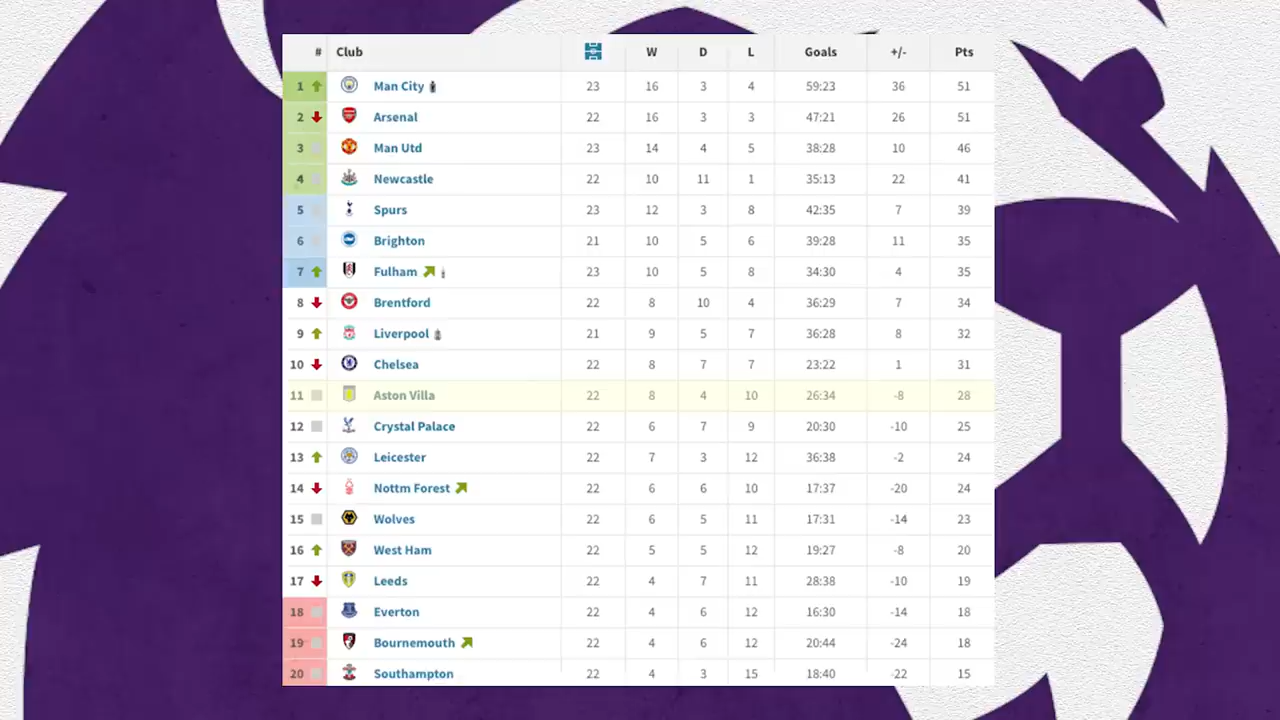 # Club W D L Goals +/- Pts
1 Man City 23 16 3 4 59:23 36 51
2 Arsenal 22 16 3 3 47:21 26 51
3 Man Utd 23 14 4 5 38:28 10 46
4 Newcastle 22 10 11 1 35:13 22 41
5 Spurs 23 12 3 8 42:35 7 39
6 Brighton 21 10 5 6 39:28 11 35
7 Fulham 23 10 5 8 34:30 4 35
8 Brentford 22 8 10 4 36:29 7 34
9 Liverpool 21 9 5 7 36:28 8 32
10 Chelsea 22 8 7 7 23:22 1 31
11 Aston Villa 22 8 4 10 26:34 -8 28
12 Crystal Palace 22 6 7 9 20:30 -10 25
13 Leicester 22 7 3 12 36:38 -2 24
14 Nottm Forest 22 6 6 10 17:37 -20 24
15 Wolves 22 6 5 11 17:31 -14 23
16 West Ham 22 5 5 12 19:27 -8 20
17 Leeds 22 4 7 11 28:38 -10 19
18 Everton 22 4 6 12 16:30 -14 18
19 Bournemouth 22 4 6 12 20:44 -24 18
20 Southampton 22 4 3 15 18:40 -22 15